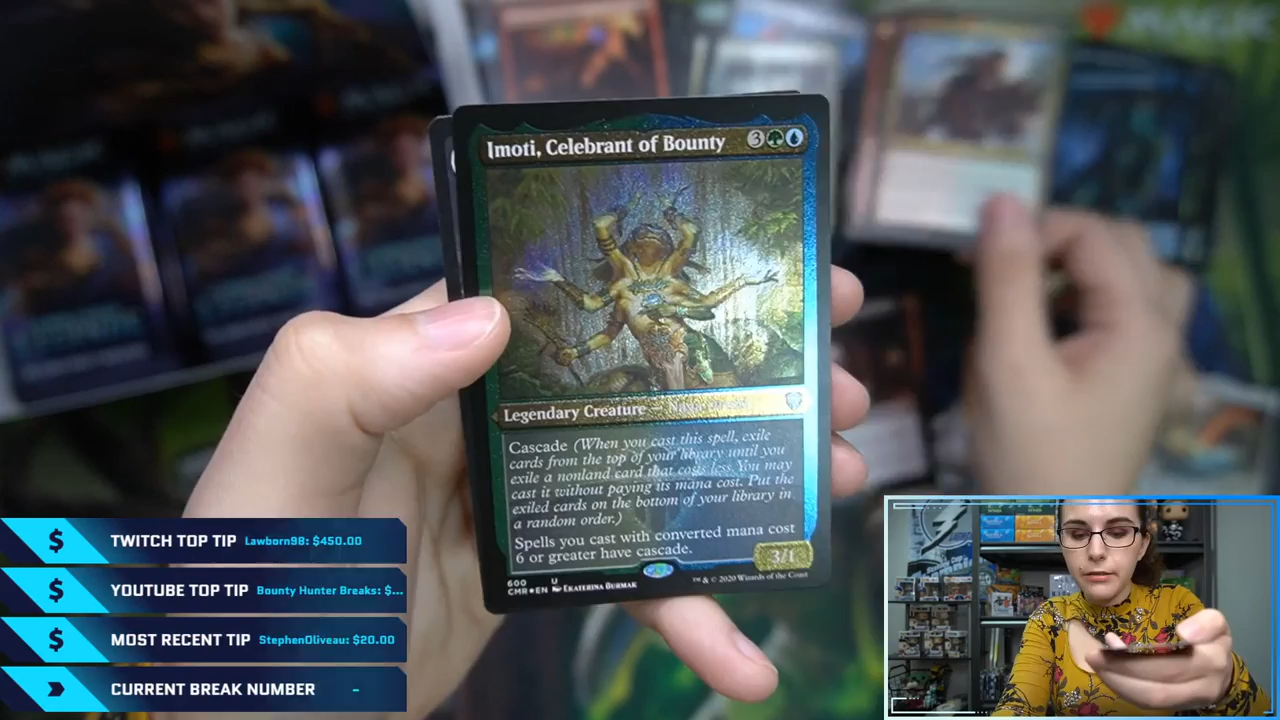 MAGIC
Imoti, Celebrant of Bounty 3
Legendary Creature —
Cascade (When you cast this spell, exile
cards from the top of your library until you
exile a nonland card that costs less. You may
cast it without paying its mana cost. Put the
exiled cards on the bottom of your library in
a random order.)
Spells you cast with converted mana cost
6 or greater have cascade.
3/1
600 U
CMR★EN EKATERINA BURMAK
™ & © 2020 Wizards of the Coast
$ TWITCH TOP TIP Lawborn98: $450.00
$ YOUTUBE TOP TIP Bounty Hunter Breaks: $...
$ MOST RECENT TIP StephenOliveau: $20.00
CURRENT BREAK NUMBER -